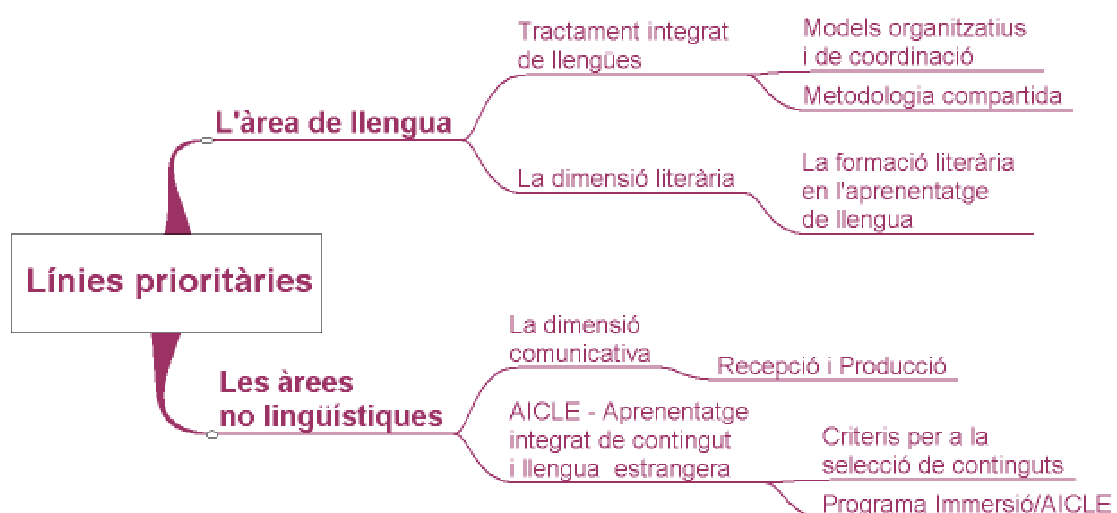 Línies prioritàries
L'àrea de llengua
Tractament integrat
de llengües
Models organitzatius
i de coordinació
Metodologia compartida
La dimensió literària
La formació literària
en l'aprenentatge
de llengua
Les àrees
no lingüístiques
La dimensió
comunicativa
Recepció i Producció
AICLE - Aprenentatge
integrat de contingut
i llengua estrangera
Criteris per a la
selecció de continguts
Programa Immersió/AICLE